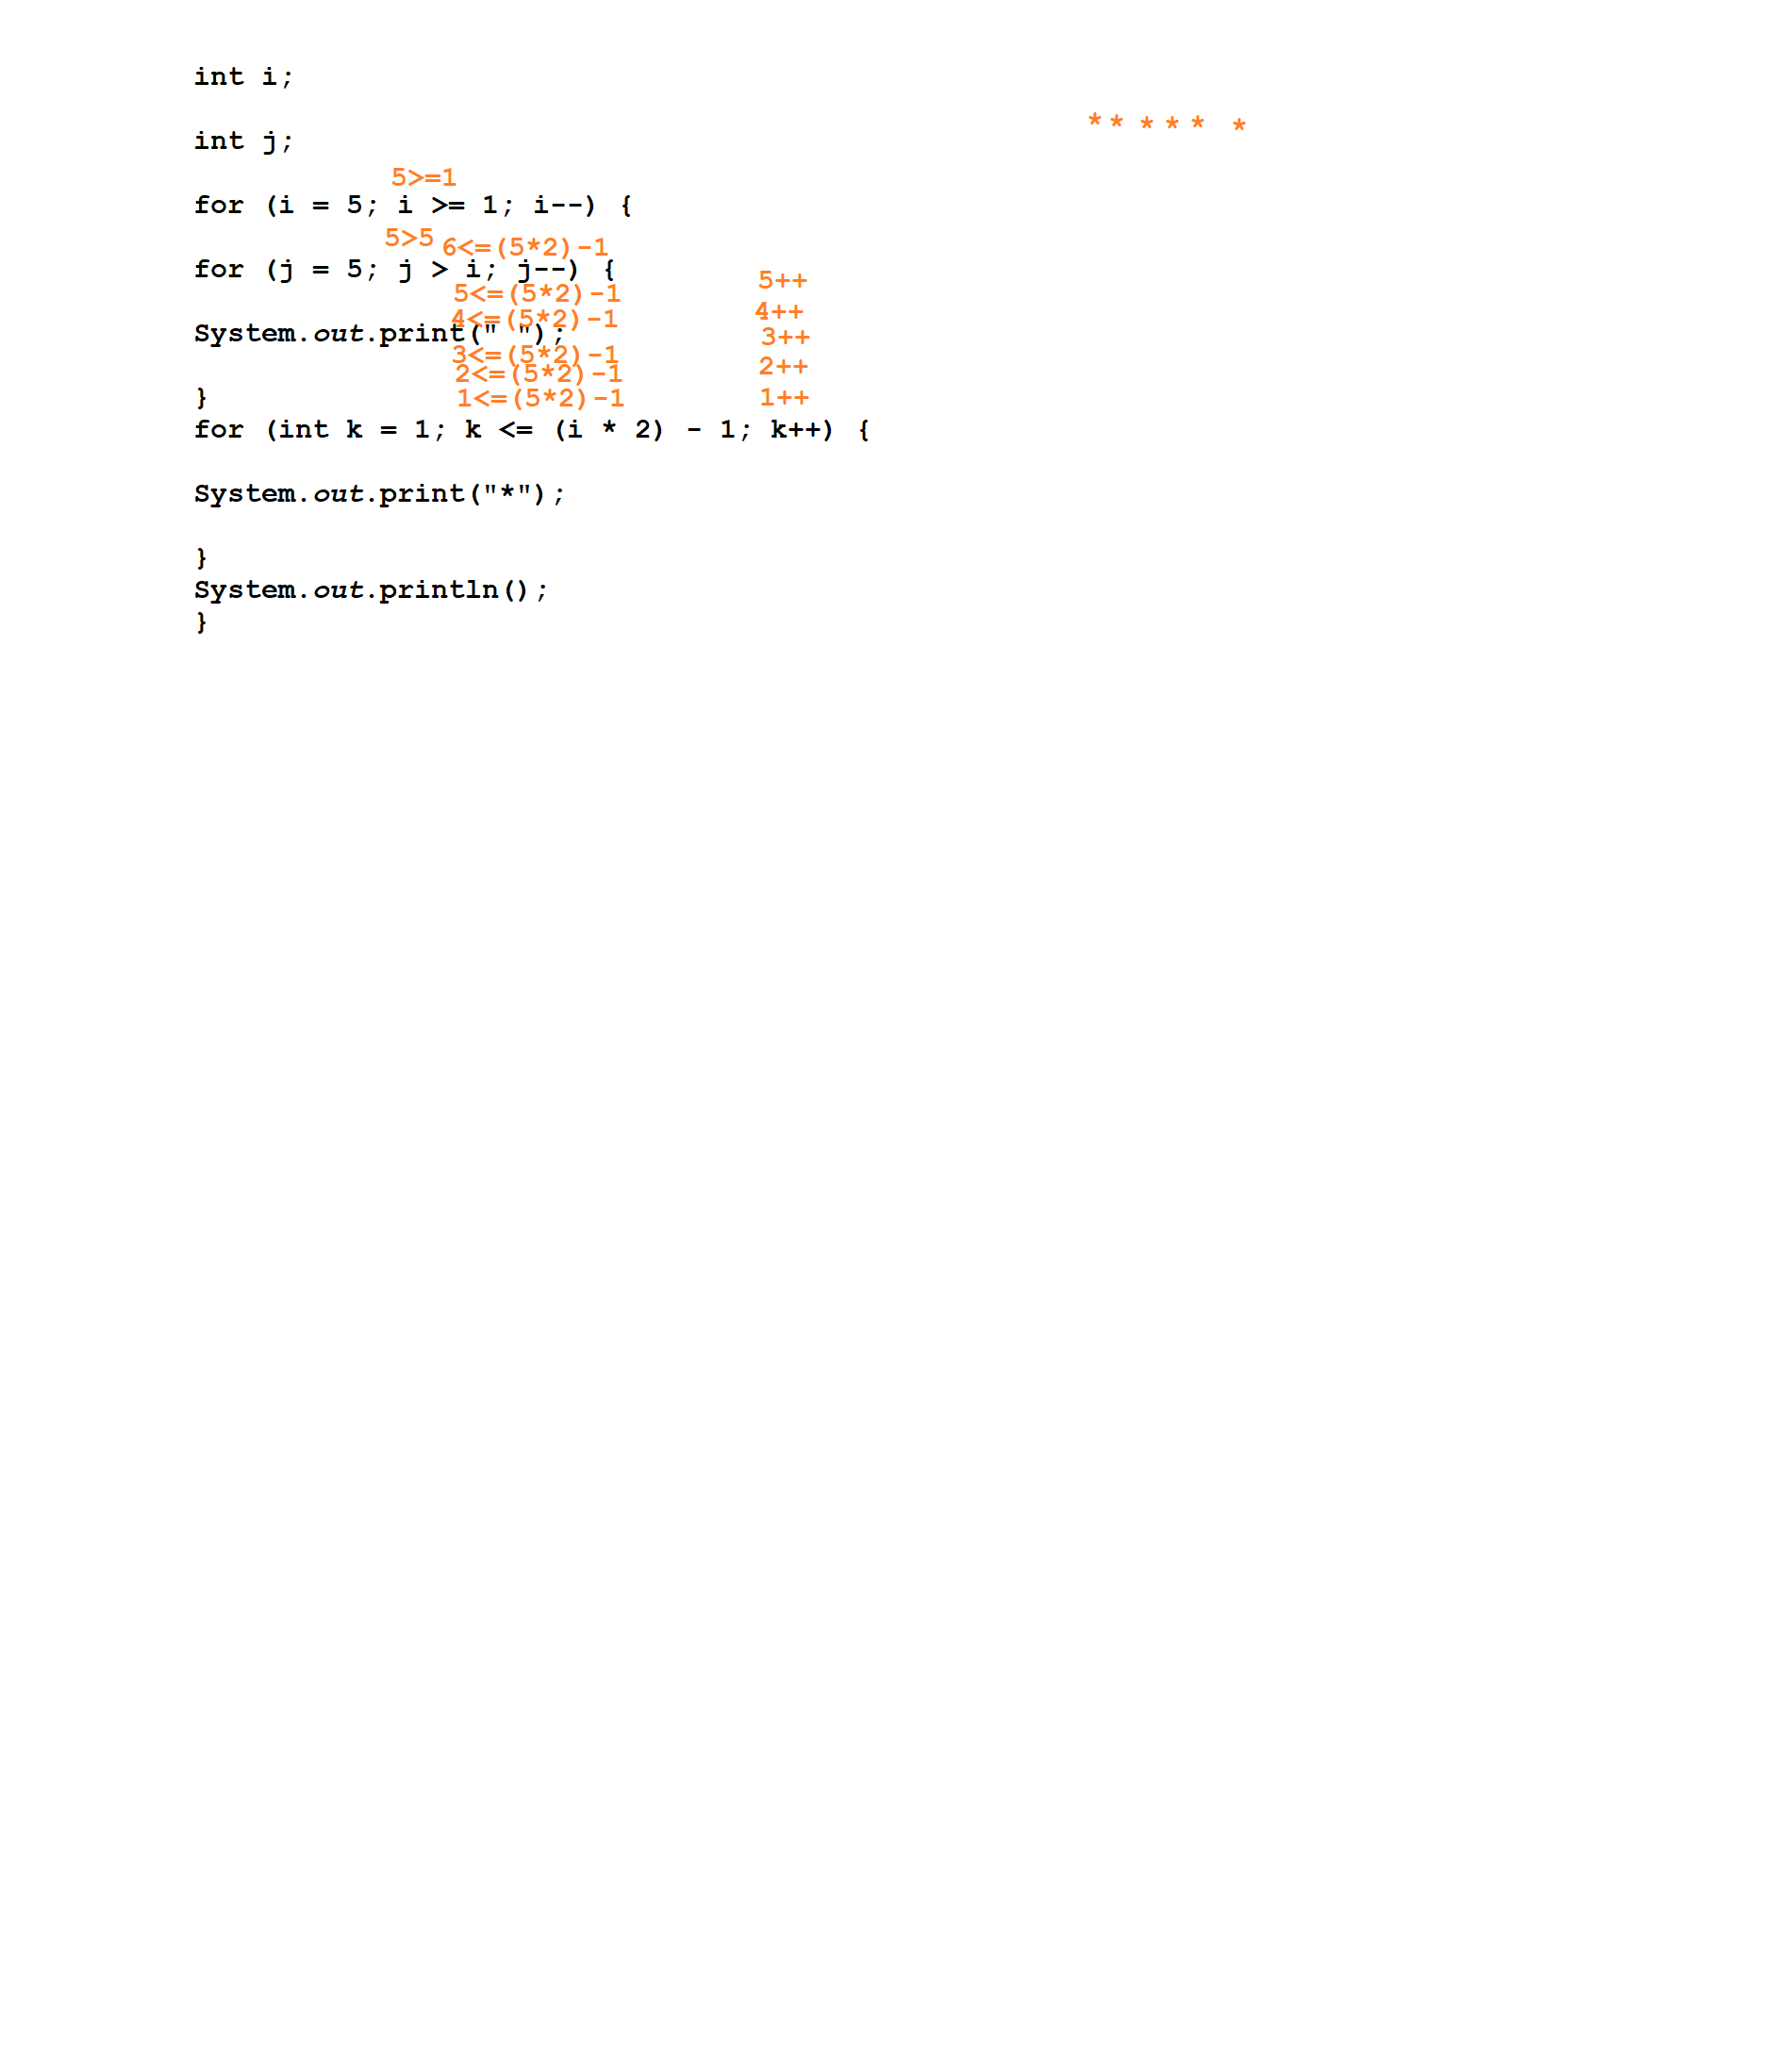 int i;
* * * * * *
int j;
5>=1
for (i = 5; i >= 1; i--) {
5>5 6<=(5*2)-1
for (j = 5; j > i; j--) {
5++
5<=(5*2)-1
4++
4<=(5*2)-1
System.out.print(" ");
3++
3<=(5*2)-1
2++
2<=(5*2)-1
}
1<=(5*2)-1 1++
for (int k = 1; k <= (i * 2) - 1; k++) {
System.out.print("*");
}
System.out.println();
}